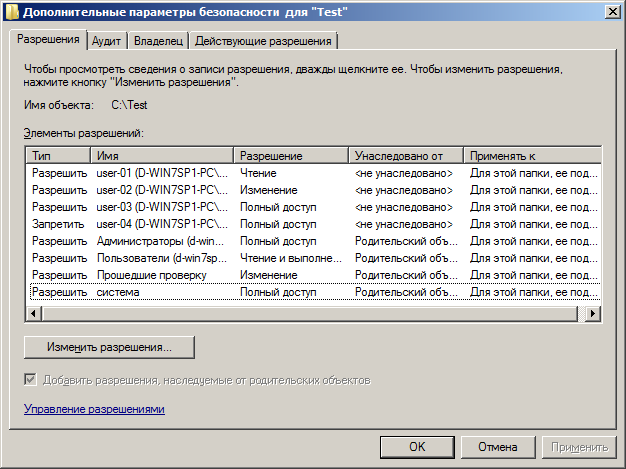 Дополнительные параметры безопасности для "Test"
Разрешения Аудит Владелец Действующие разрешения
Чтобы просмотреть сведения о записи разрешения, дважды щелкните ее. Чтобы изменить разрешения,
нажмите кнопку "Изменить разрешения".
Имя объекта: C:\Test
Элементы разрешений:
Тип Имя Разрешение Унаследовано от Применять к
Разрешить user-01 (D-WIN7SP1-PC\... Чтение <не унаследовано> Для этой папки, ее под...
Разрешить user-02 (D-WIN7SP1-PC\... Изменение <не унаследовано> Для этой папки, ее под...
Разрешить user-03 (D-WIN7SP1-PC\... Полный доступ <не унаследовано> Для этой папки, ее под...
Запретить user-04 (D-WIN7SP1-PC\... Полный доступ <не унаследовано> Для этой папки, ее под...
Разрешить Администраторы (d-win... Полный доступ Родительский объ... Для этой папки, ее под...
Разрешить Пользователи (d-win7sp... Чтение и выполне... Родительский объ... Для этой папки, ее под...
Разрешить Прошедшие проверку Изменение Родительский объ... Для этой папки, ее под...
Разрешить система Полный доступ Родительский объ... Для этой папки, ее под...
Изменить разрешения...
Добавить разрешения, наследуемые от родительских объектов
Управление разрешениями
OK Отмена Применить